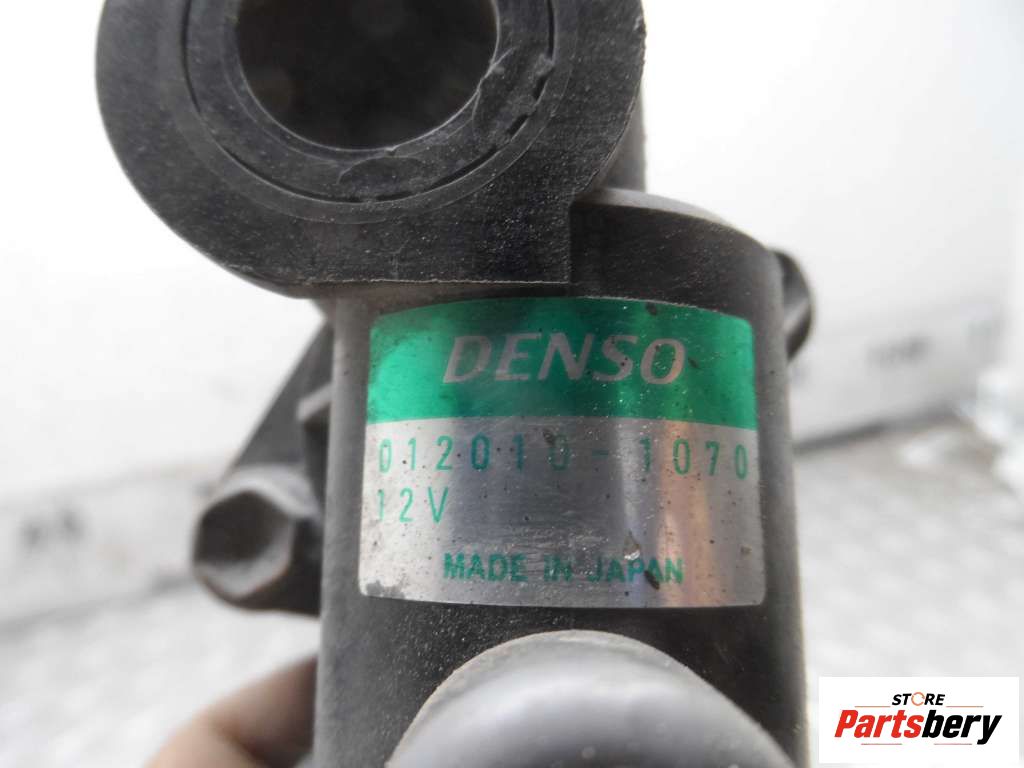 DENSO
012010-1070
12V
MADE IN JAPAN
STORE
Partsbery